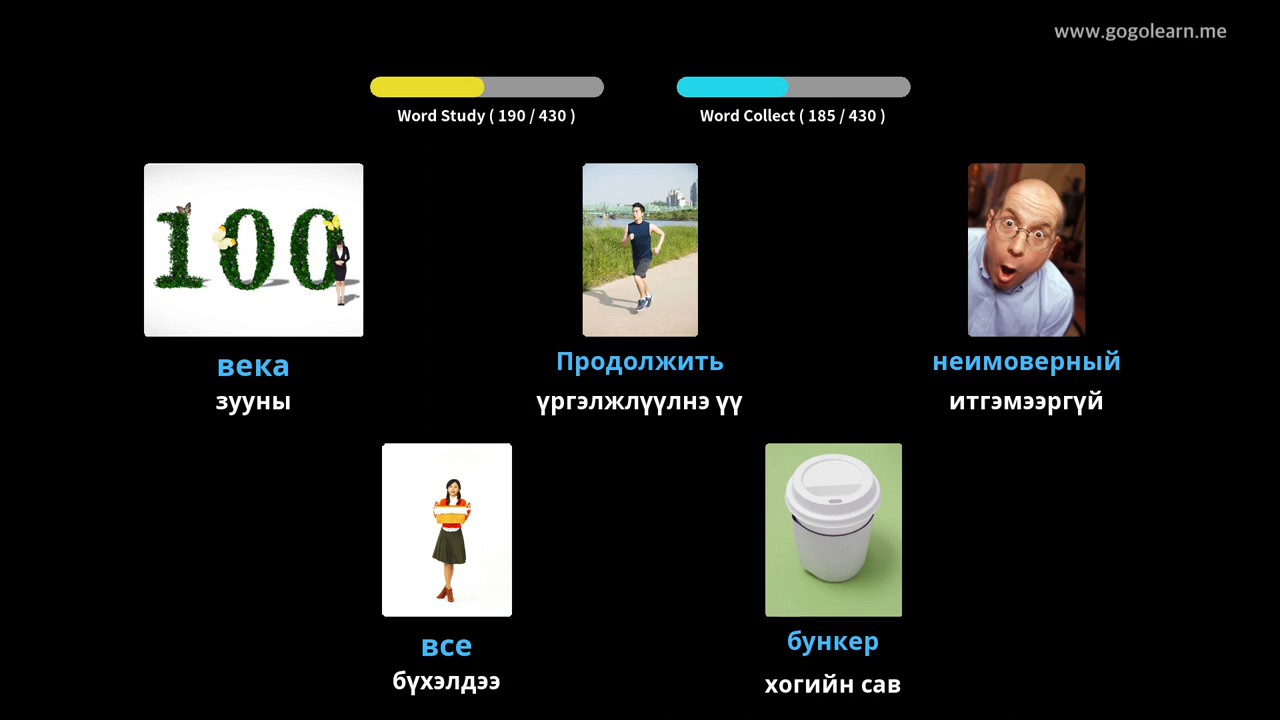 www.gogolearn.me
Word Study ( 190 / 430 )
Word Collect ( 185 / 430 )
100
века
зууны
Продолжить
үргэлжлүүлнэ үү
неимоверный
итгэмээргүй
все
бүхэлдээ
бункер
хогийн сав